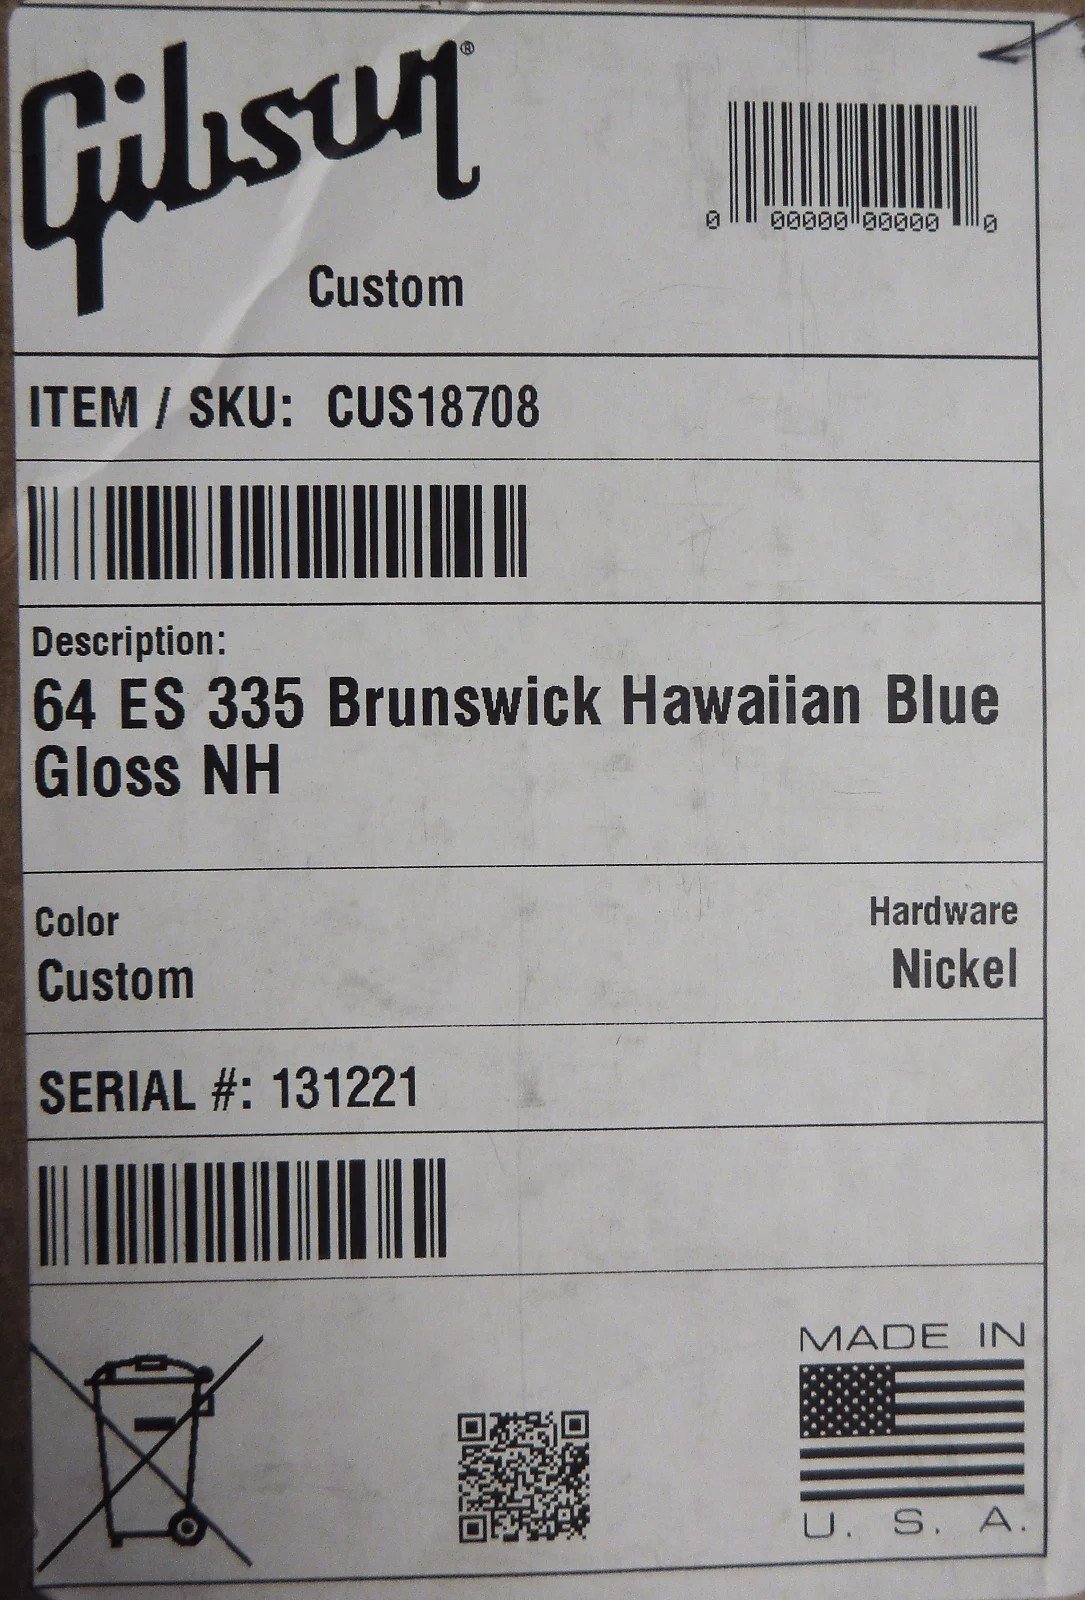 Gibson®
Custom
0 00000 00000 0
ITEM / SKU: CUS18708
Description:
64 ES 335 Brunswick Hawaiian Blue
Gloss NH
Color
Custom
Hardware
Nickel
SERIAL #: 131221
MADE IN
U. S. A.